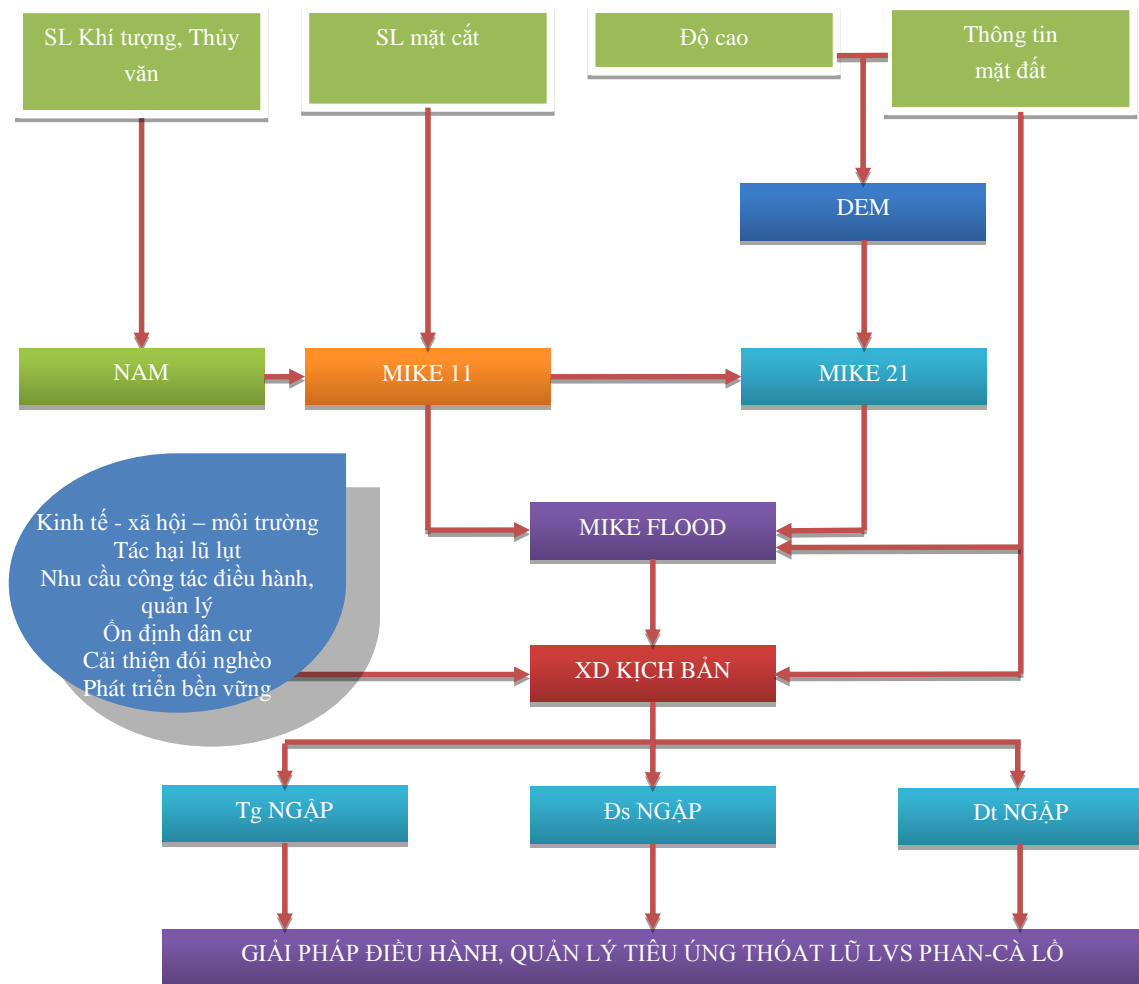 SL Khí tượng, Thủy
văn
SL mặt cắt
Độ cao
Thông tin
mặt đất
DEM
NAM
MIKE 11
MIKE 21
Kinh tế - xã hội – môi trường
Tác hại lũ lụt
Nhu cầu công tác điều hành,
quản lý
Ổn định dân cư
Cải thiện đói nghèo
Phát triển bền vững
MIKE FLOOD
XD KỊCH BẢN
Tg NGẬP
Đs NGẬP
Dt NGẬP
GIẢI PHÁP ĐIỀU HÀNH, QUẢN LÝ TIÊU ÚNG THÓAT LŨ LVS PHAN-CÀ LỒ